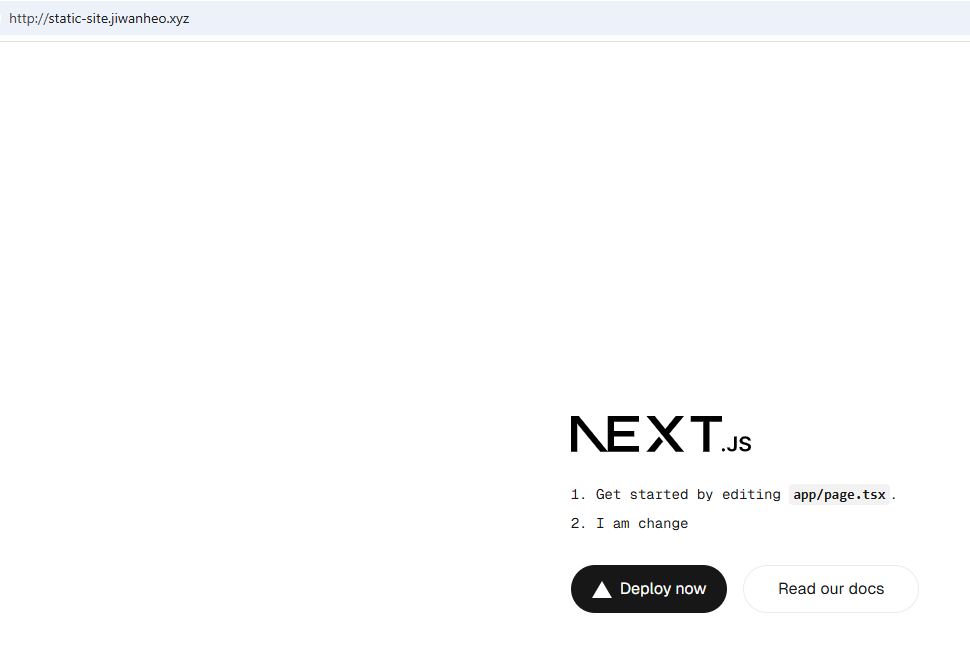 http://static-site.jiwanheo.xyz
NEXT.JS
1. Get started by editing app/page.tsx.
2. I am change
Deploy now
Read our docs